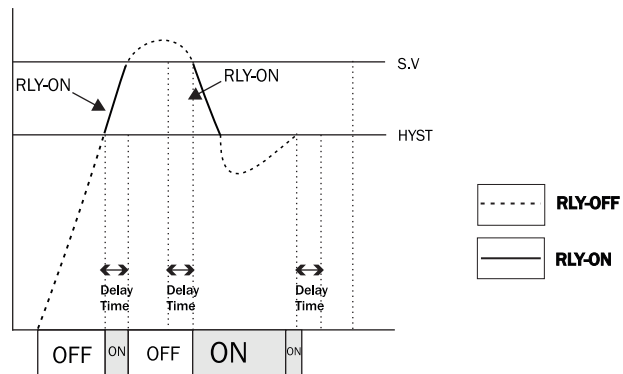 S.V
RLY-ON
RLY-ON
HYST
RLY-OFF
RLY-ON
Delay
Time
Delay
Time
Delay
Time
OFF
ON
OFF
ON
ON